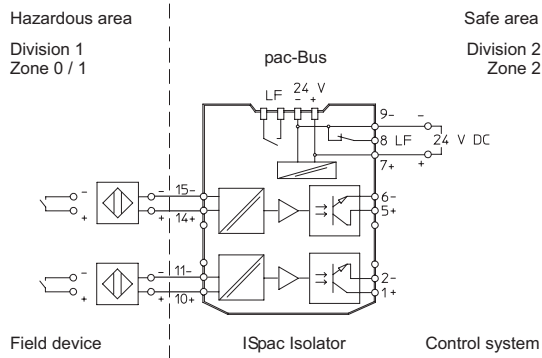 Hazardous area
Safe area
Division 1
Zone 0 / 1
Division 2
Zone 2
pac-Bus
LF 24 V
- +
9- -
8 LF 24 V DC
7+ +
- 15- 6-
+ 14+ 5+
- 11- 2-
+ 10+ 1+
Field device
ISpac Isolator
Control system